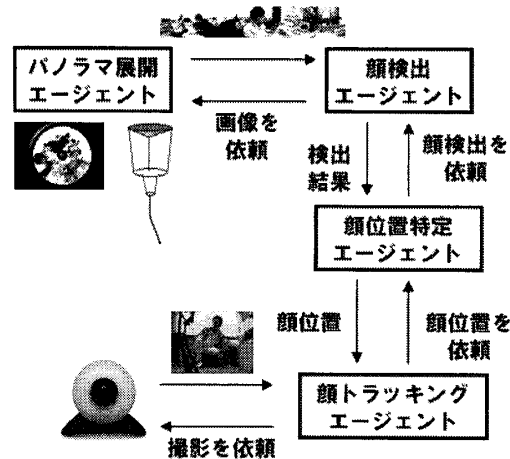 パノラマ展開
エージェント
顔検出
エージェント
画像を
依頼
検出
結果
顔検出を
依頼
顔位置特定
エージェント
顔位置
顔位置を
依頼
顔トラッキング
エージェント
撮影を依頼